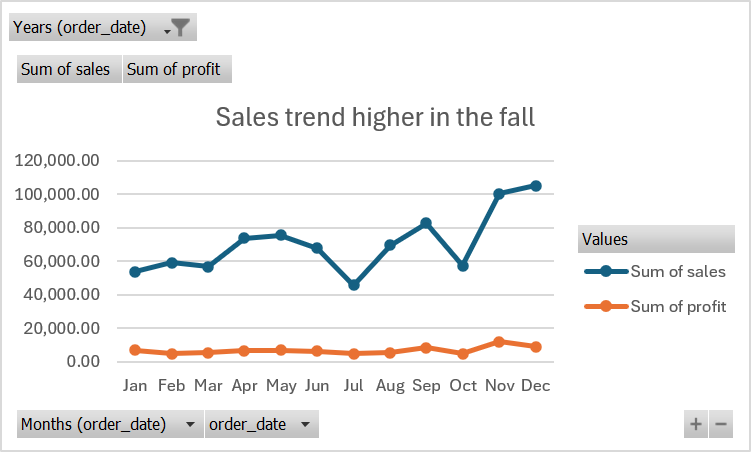 Years (order_date)
Sum of sales Sum of profit
Sales trend higher in the fall
120,000.00
100,000.00
80,000.00
60,000.00
40,000.00
20,000.00
0.00
Jan Feb Mar Apr May Jun Jul Aug Sep Oct Nov Dec
Values
Sum of sales
Sum of profit
Months (order_date) order_date
+ −